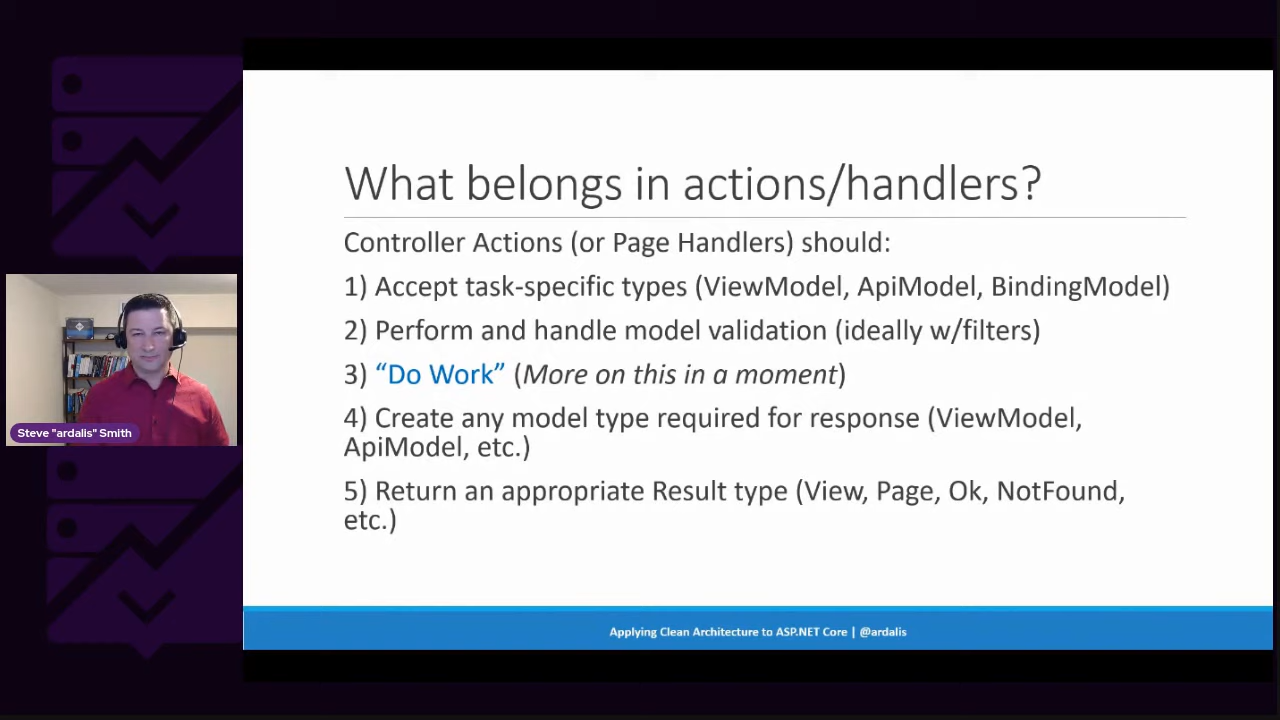 What belongs in actions/handlers?
Controller Actions (or Page Handlers) should:
1) Accept task-specific types (ViewModel, ApiModel, BindingModel)
2) Perform and handle model validation (ideally w/filters)
3) “Do Work” (More on this in a moment)
4) Create any model type required for response (ViewModel,
ApiModel, etc.)
5) Return an appropriate Result type (View, Page, Ok, NotFound,
etc.)
Steve "ardalis" Smith
Applying Clean Architecture to ASP.NET Core | @ardalis